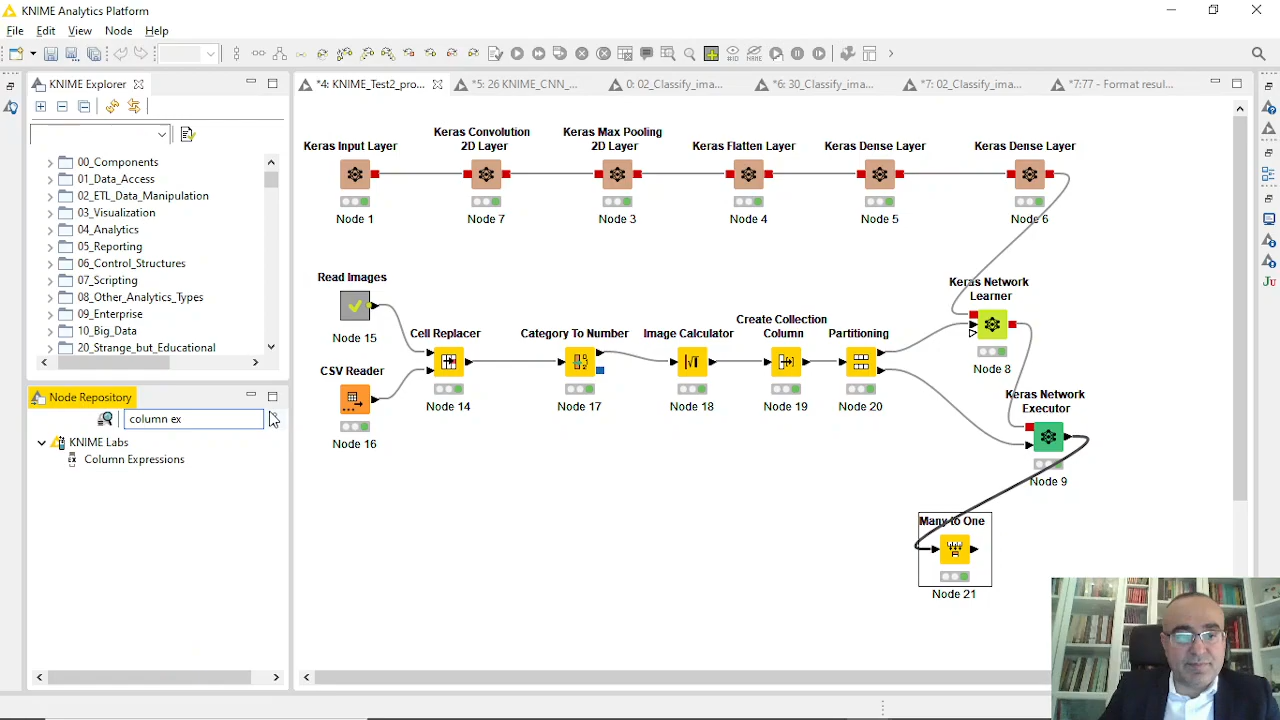 KNIME Analytics Platform
File Edit View Node Help
KNIME Explorer
*4: KNIME_Test2_pro...
*5: 26 KNIME_CNN_...
0: 02_Classify_ima...
*6: 30_Classify_ima...
*7: 02_Classify_ima...
*7:77 - Format resul...
00_Components
01_Data_Access
02_ETL_Data_Manipulation
03_Visualization
04_Analytics
05_Reporting
06_Control_Structures
07_Scripting
08_Other_Analytics_Types
09_Enterprise
10_Big_Data
20_Strange_but_Educational
Node Repository
column ex
KNIME Labs
Column Expressions
Keras Input Layer
Node 1
Keras Convolution
2D Layer
Node 7
Keras Max Pooling
2D Layer
Node 3
Keras Flatten Layer
Node 4
Keras Dense Layer
Node 5
Keras Dense Layer
Node 6
Read Images
Node 15
CSV Reader
Node 16
Cell Replacer
Node 14
Category To Number
Node 17
Image Calculator
Node 18
Create Collection
Column
Node 19
Partitioning
Node 20
Keras Network
Learner
Node 8
Keras Network
Executor
Node 9
Many to One
Node 21